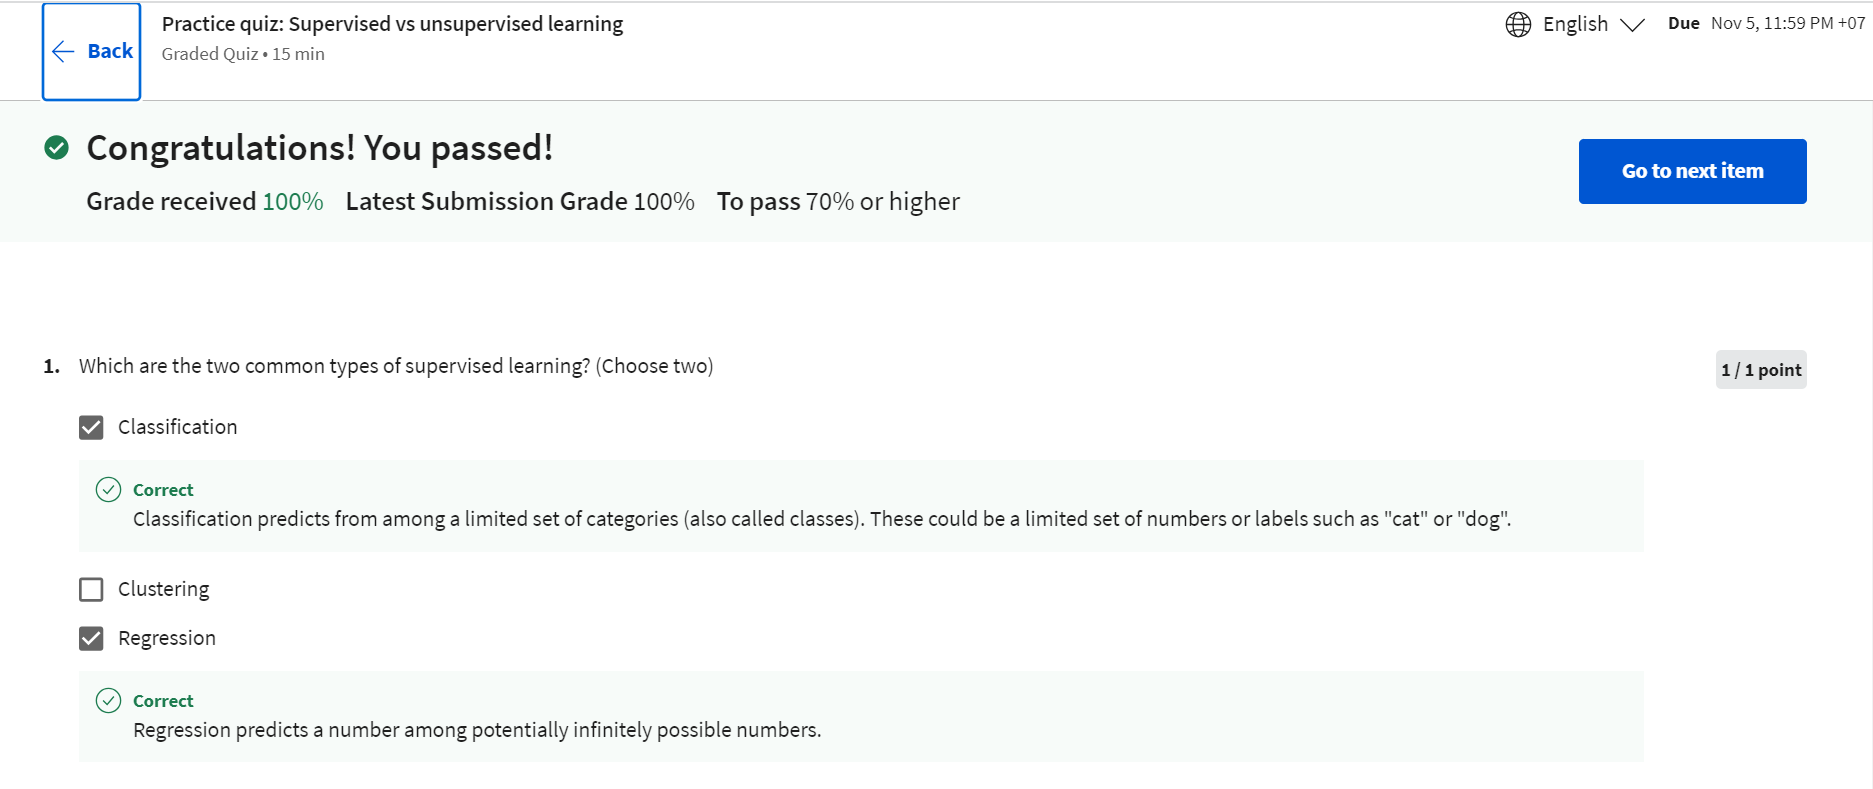 Back
Practice quiz: Supervised vs unsupervised learning
Graded Quiz • 15 min
English
Due Nov 5, 11:59 PM +07
Congratulations! You passed!
Grade received 100% Latest Submission Grade 100% To pass 70% or higher
Go to next item
1. Which are the two common types of supervised learning? (Choose two)
1 / 1 point
Classification
Correct
Classification predicts from among a limited set of categories (also called classes). These could be a limited set of numbers or labels such as "cat" or "dog".
Clustering
Regression
Correct
Regression predicts a number among potentially infinitely possible numbers.